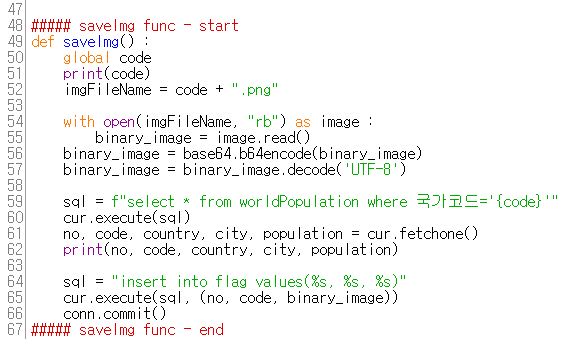 47
48 ##### saveImg func - start
49 def saveImg() :
50     global code
51     print(code)
52     imgFileName = code + ".png"
53
54     with open(imgFileName, "rb") as image :
55         binary_image = image.read()
56     binary_image = base64.b64encode(binary_image)
57     binary_image = binary_image.decode('UTF-8')
58
59     sql = f"select * from worldPopulation where 국가코드='{code}'"
60     cur.execute(sql)
61     no, code, country, city, population = cur.fetchone()
62     print(no, code, country, city, population)
63
64     sql = "insert into flag values(%s, %s, %s)"
65     cur.execute(sql, (no, code, binary_image))
66     conn.commit()
67 ##### saveImg func - end